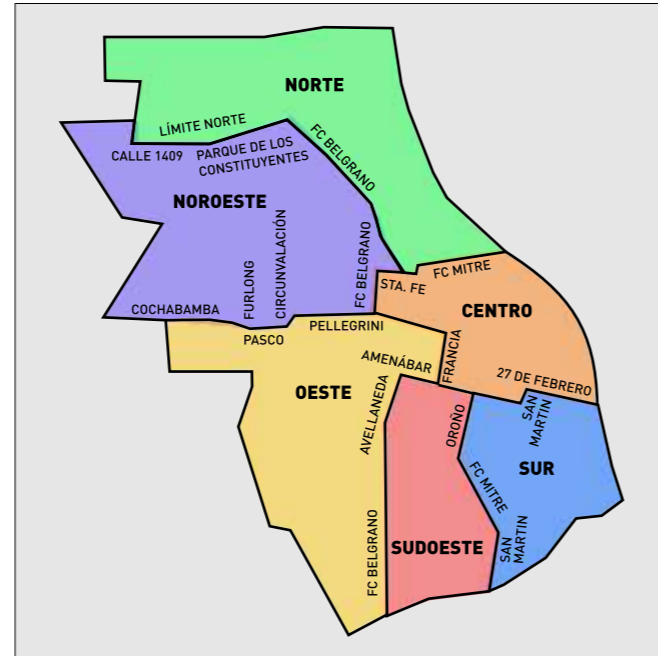 NORTE
LÍMITE NORTE
CALLE 1409
PARQUE DE LOS
CONSTITUYENTES
FC BELGRANO
NOROESTE
FURLONG
CIRCUNVALACIÓN
FC BELGRANO
COCHABAMBA
PASCO
PELLEGRINI
STA. FE
FC MITRE
CENTRO
FRANCIA
27 DE FEBRERO
AMENÁBAR
OESTE
AVELLANEDA
FC BELGRANO
OROÑO
SAN
MARTIN
SUR
FC MITRE
SUDOESTE
SAN
MARTIN